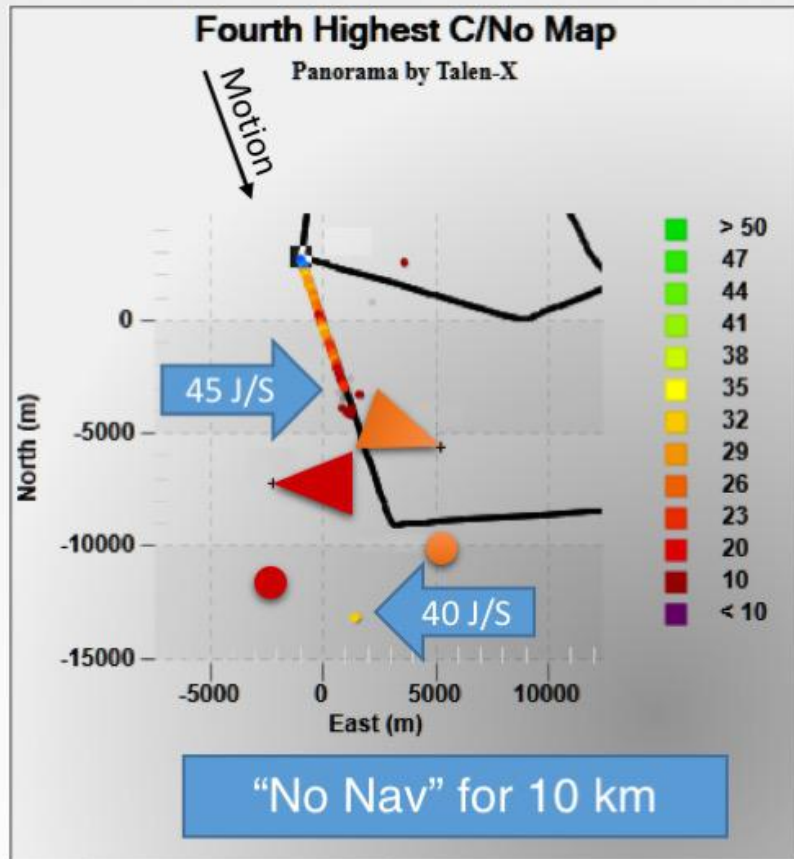 Fourth Highest C/No Map
Panorama by Talen-X
Motion
> 50
47
44
41
38
35
32
29
26
23
20
10
< 10
0
-5000
-10000
-15000
North (m)
45 J/S
40 J/S
-5000 0 5000 10000
East (m)
“No Nav” for 10 km